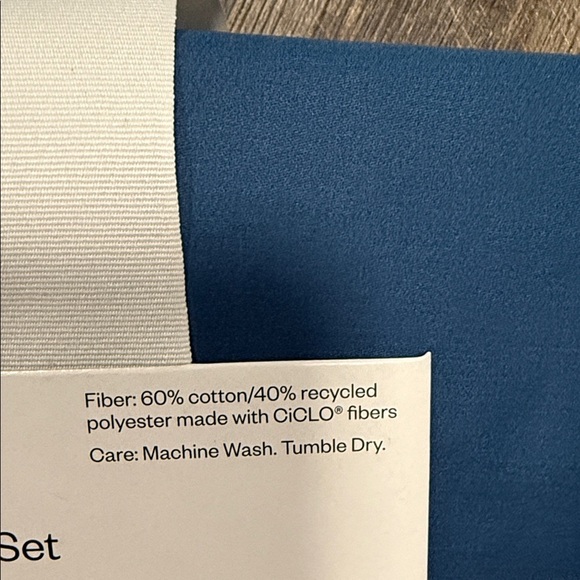 Fiber: 60% cotton/40% recycled
polyester made with CiCLO® fibers
Care: Machine Wash. Tumble Dry.
Set